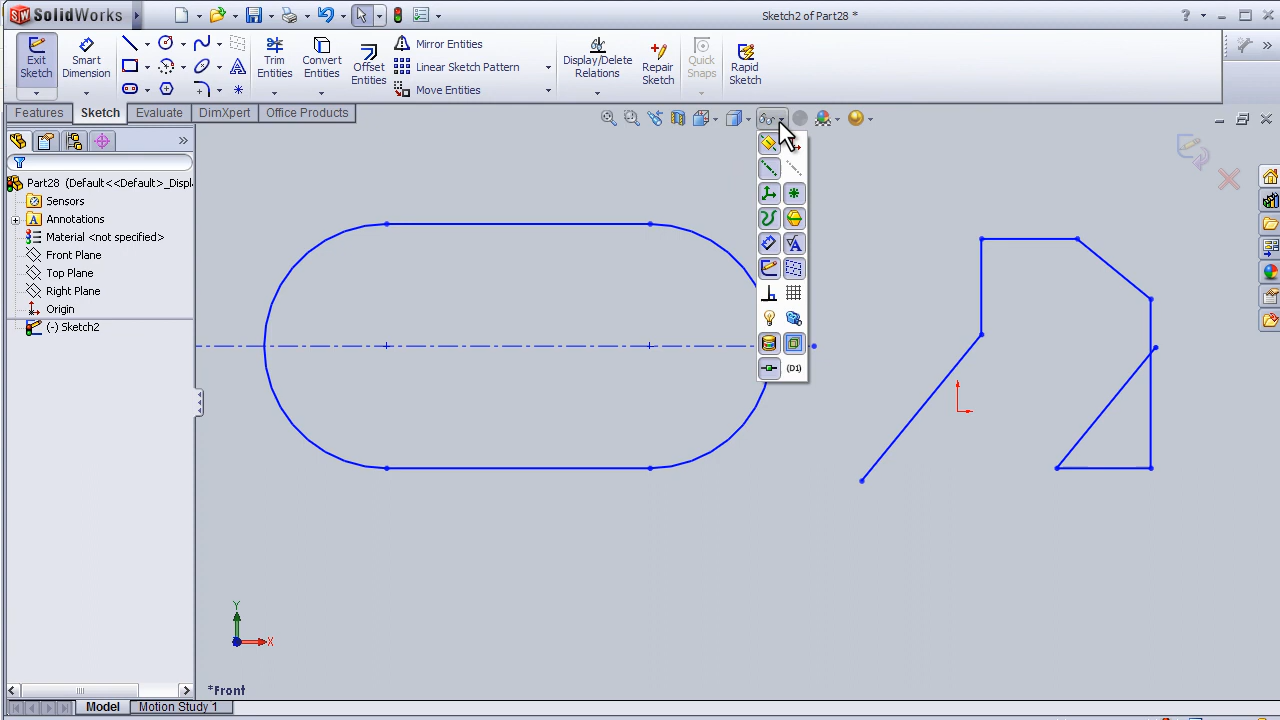 SolidWorks
Sketch2 of Part28 *
Exit Sketch
Smart Dimension
Trim Entities
Convert Entities
Offset Entities
Mirror Entities
Linear Sketch Pattern
Move Entities
Display/Delete Relations
Repair Sketch
Quick Snaps
Rapid Sketch
Features
Sketch
Evaluate
DimXpert
Office Products
Part28 (Default<<Default>_Displ
Sensors
Annotations
Material <not specified>
Front Plane
Top Plane
Right Plane
Origin
(-) Sketch2
(D1)
Y
X
*Front
Model
Motion Study 1